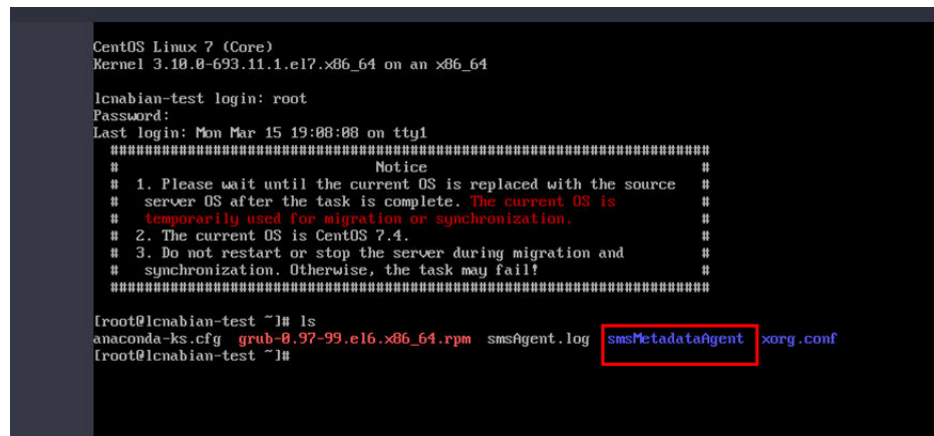 CentOS Linux 7 (Core)
Kernel 3.10.0-693.11.1.el7.x86_64 on an x86_64
lcnabian-test login: root
Password:
Last login: Mon Mar 15 19:08:08 on tty1
######################################################################
# Notice #
# 1. Please wait until the current OS is replaced with the source #
# server OS after the task is complete. The current OS is #
# temporarily used for migration or synchronization. #
# 2. The current OS is CentOS 7.4. #
# 3. Do not restart or stop the server during migration and #
# synchronization. Otherwise, the task may fail! #
######################################################################
[root@lcnabian-test ~]# ls
anaconda-ks.cfg grub-0.97-99.el6.x86_64.rpm smsAgent.log smsMetadataAgent xorg.conf
[root@lcnabian-test ~]#